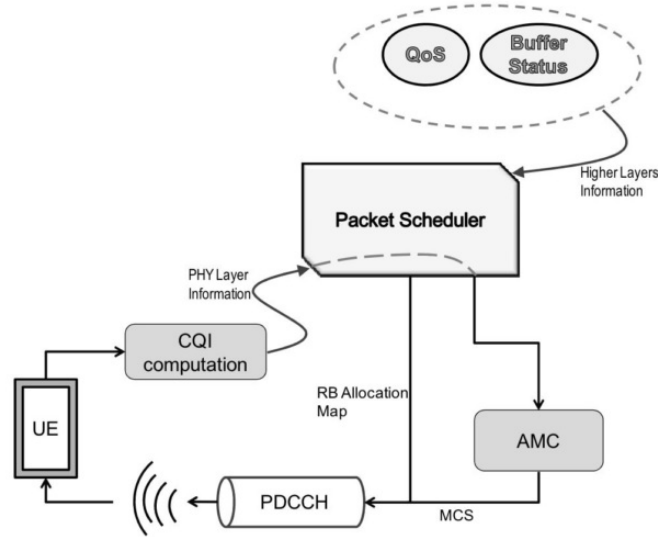 QoS
Buffer
Status
Higher Layers
Information
Packet Scheduler
PHY Layer
Information
CQI
computation
RB Allocation
Map
UE
AMC
PDCCH
MCS